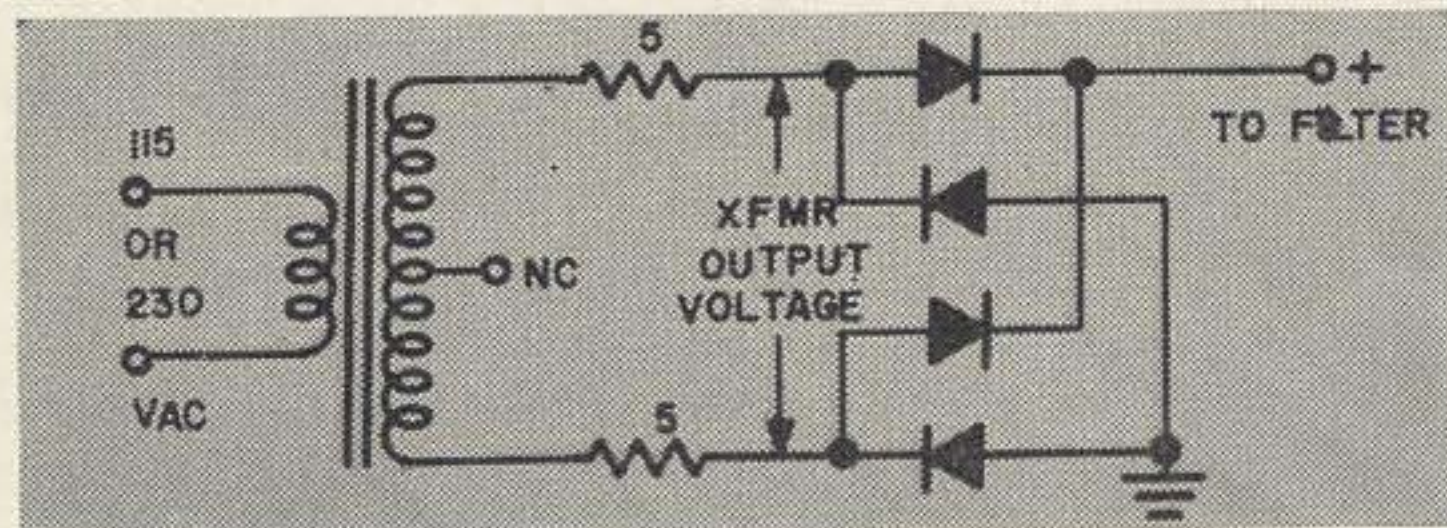 115
OR
230
VAC
5
NC
5
XFMR
OUTPUT
VOLTAGE
+
TO FILTER